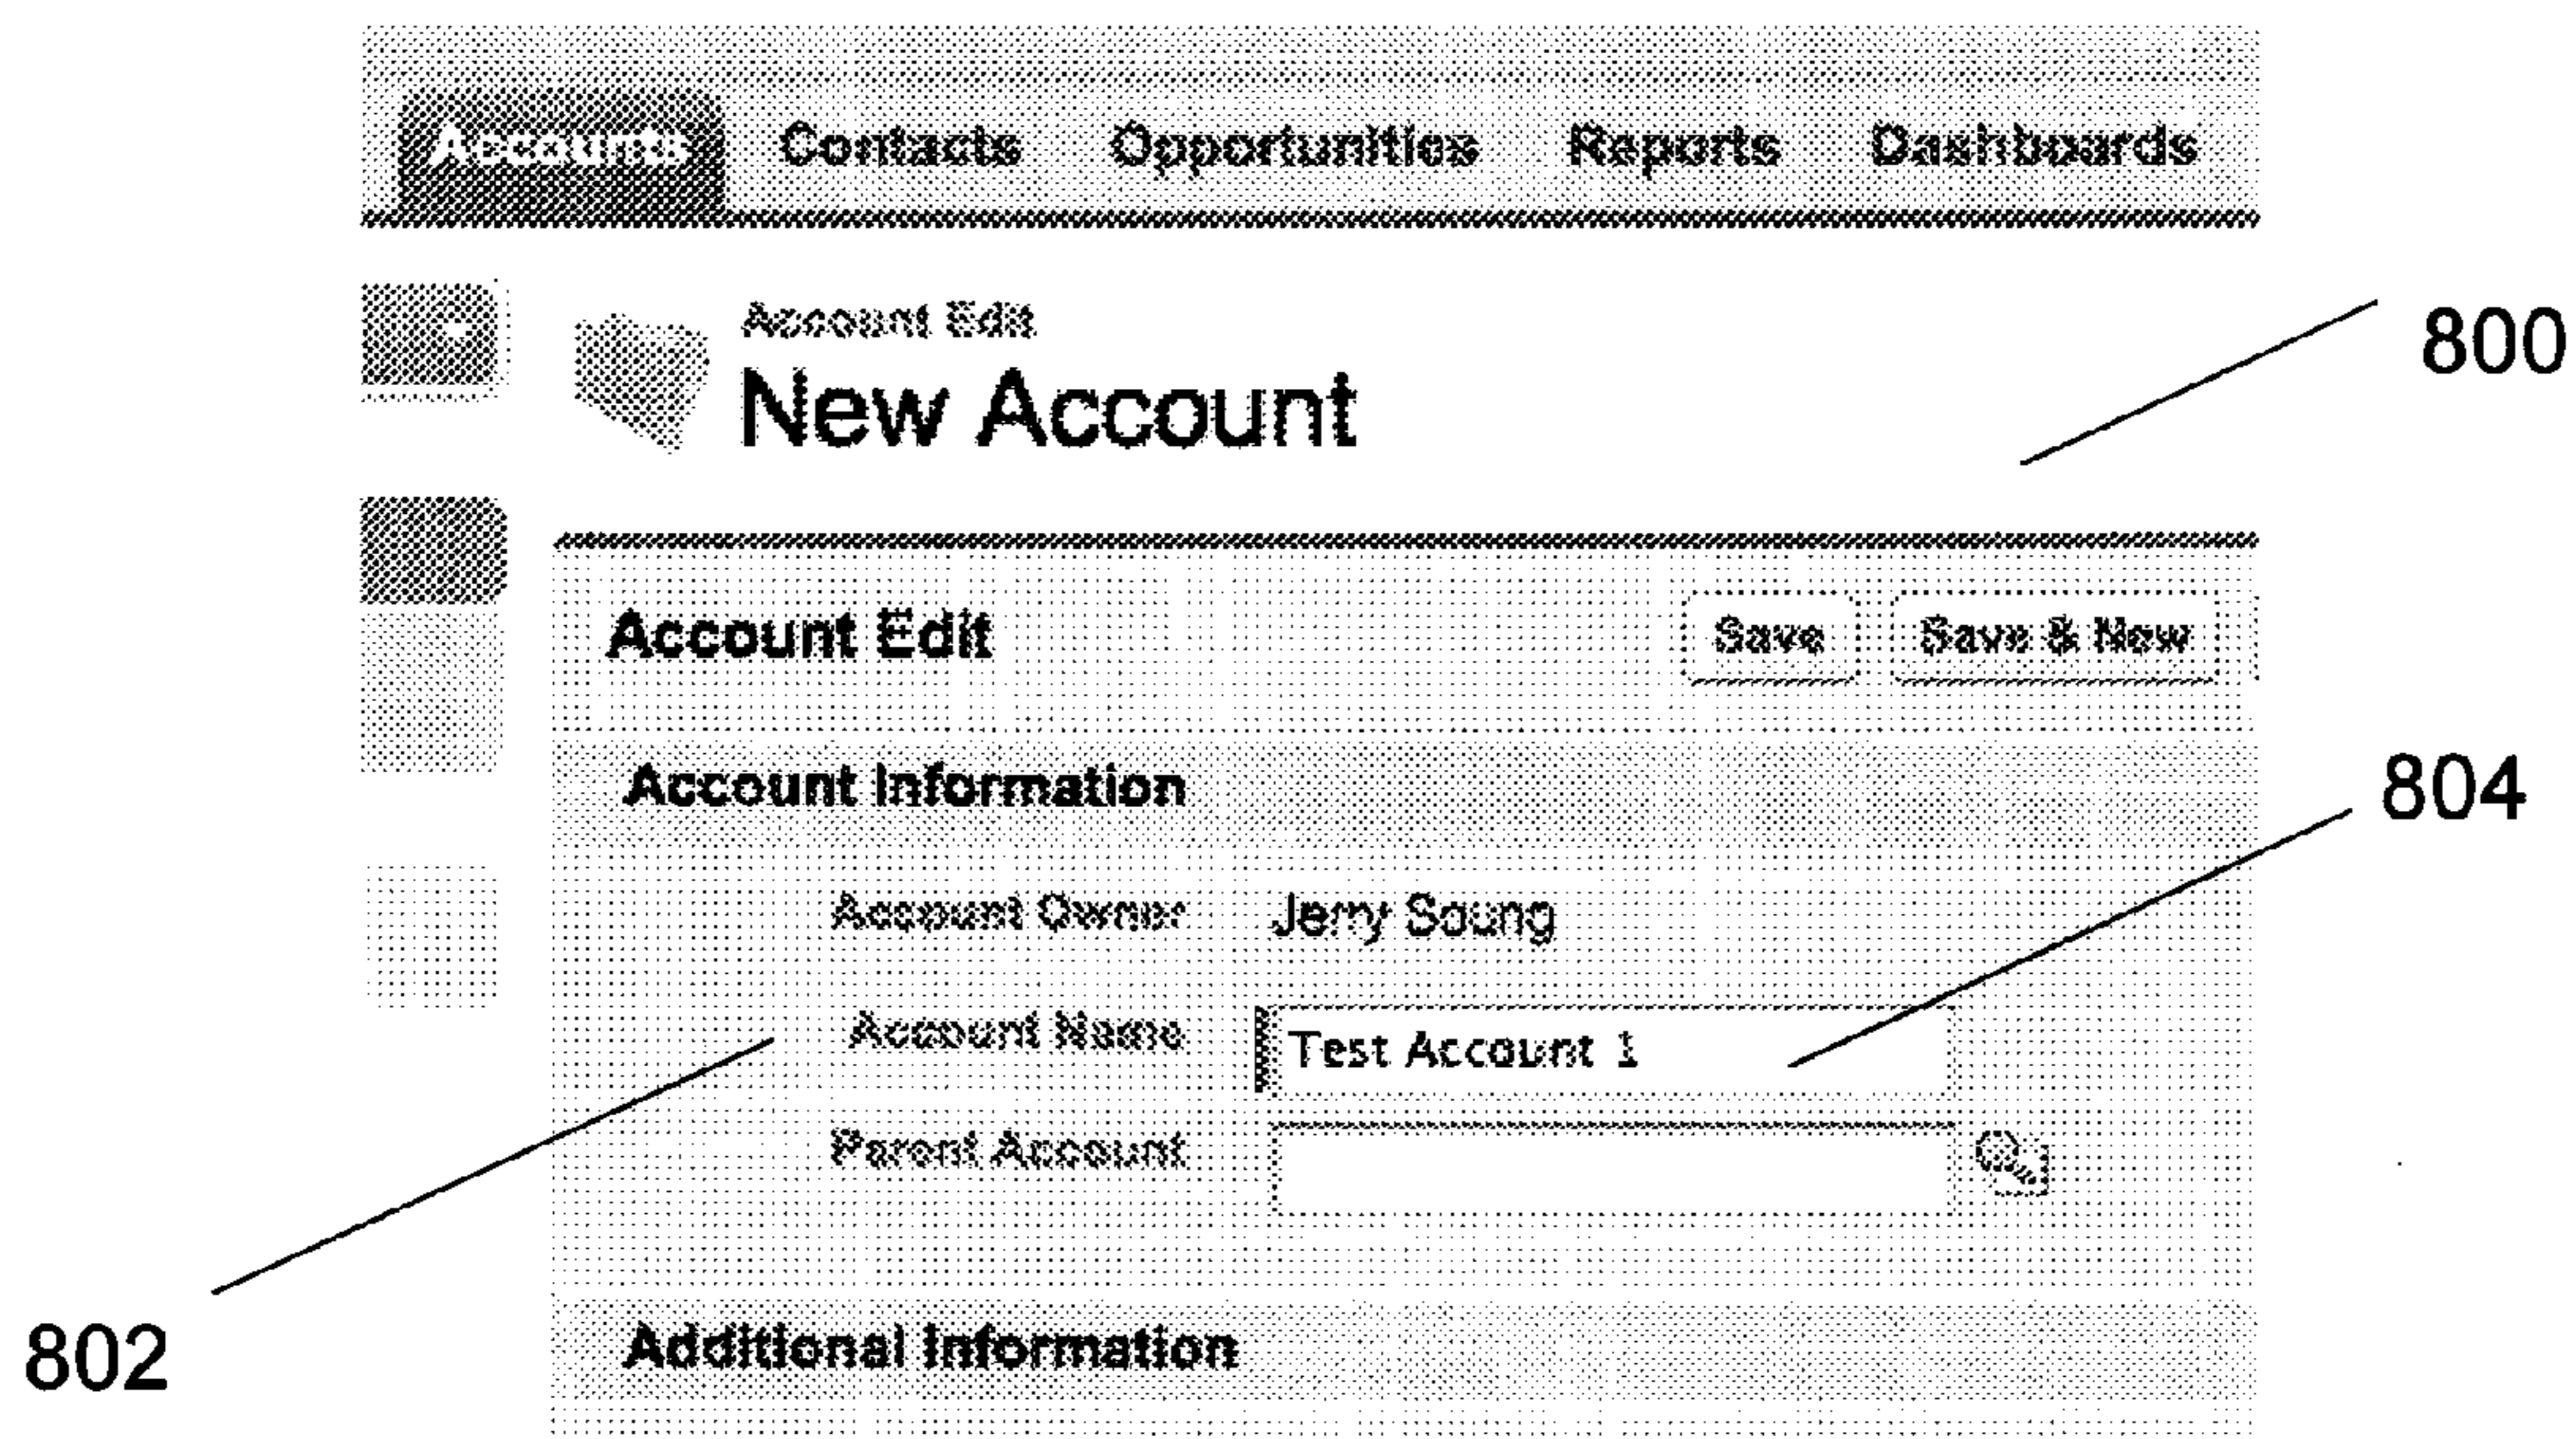 Accounts Contacts Opportunities Reports Dashboards
Account Edit
New Account
800
Account Edit Save Save & New
Account Information
804
Account Owner Jerry Soung
Account Name Test Account 1
Parent Account
802
Additional Information